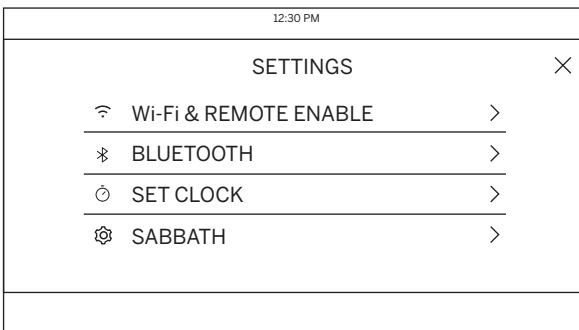 12:30 PM
SETTINGS
Wi-Fi & REMOTE ENABLE
BLUETOOTH
SET CLOCK
SABBATH